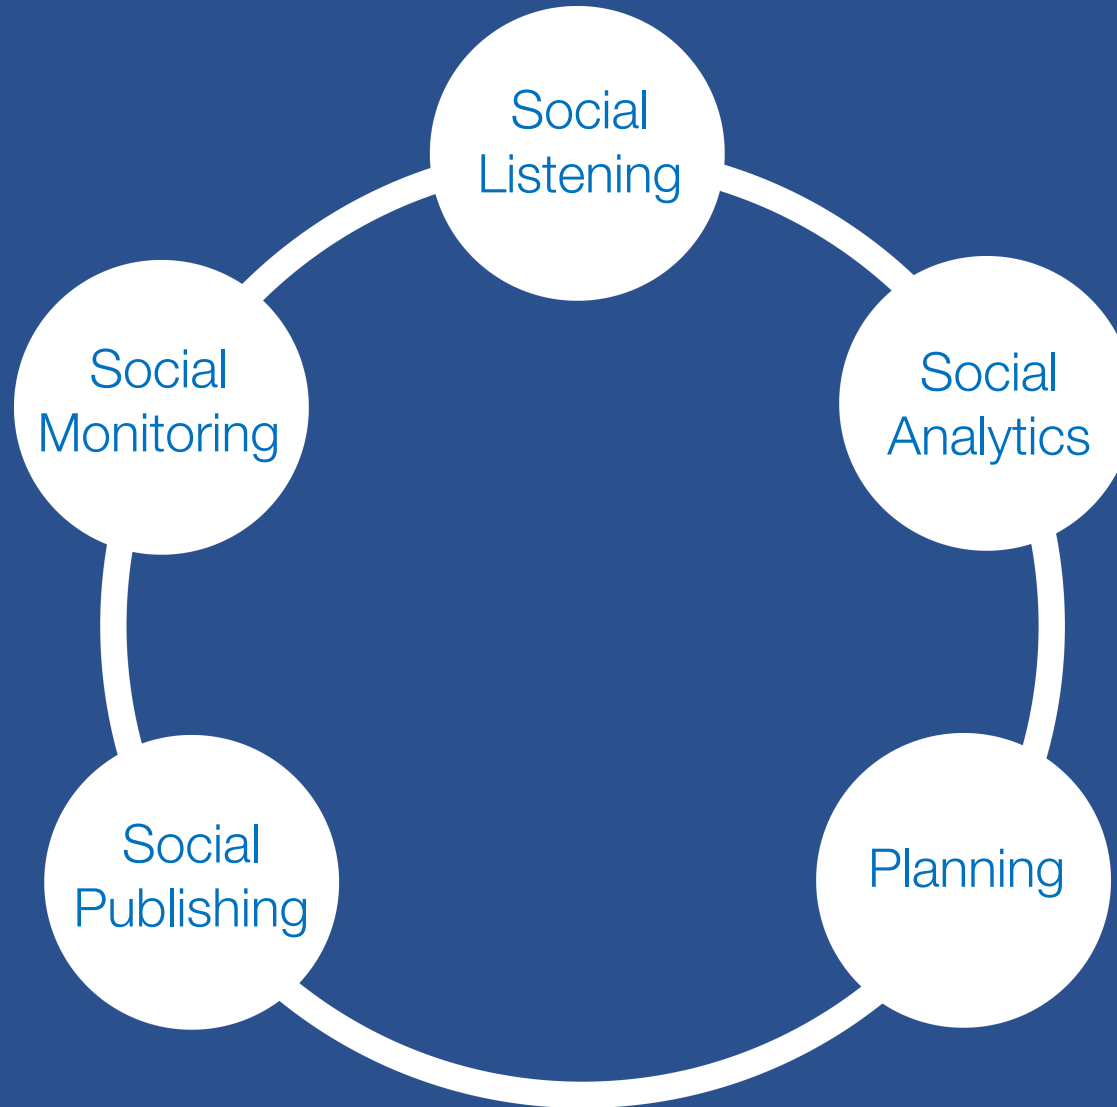 Social
Listening
Social
Monitoring
Social
Analytics
Social
Publishing
Planning